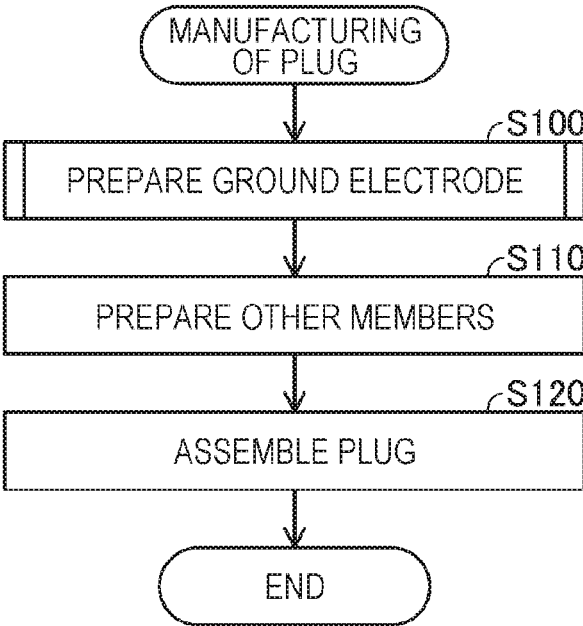 MANUFACTURING
OF PLUG
S100
PREPARE GROUND ELECTRODE
S110
PREPARE OTHER MEMBERS
S120
ASSEMBLE PLUG
END